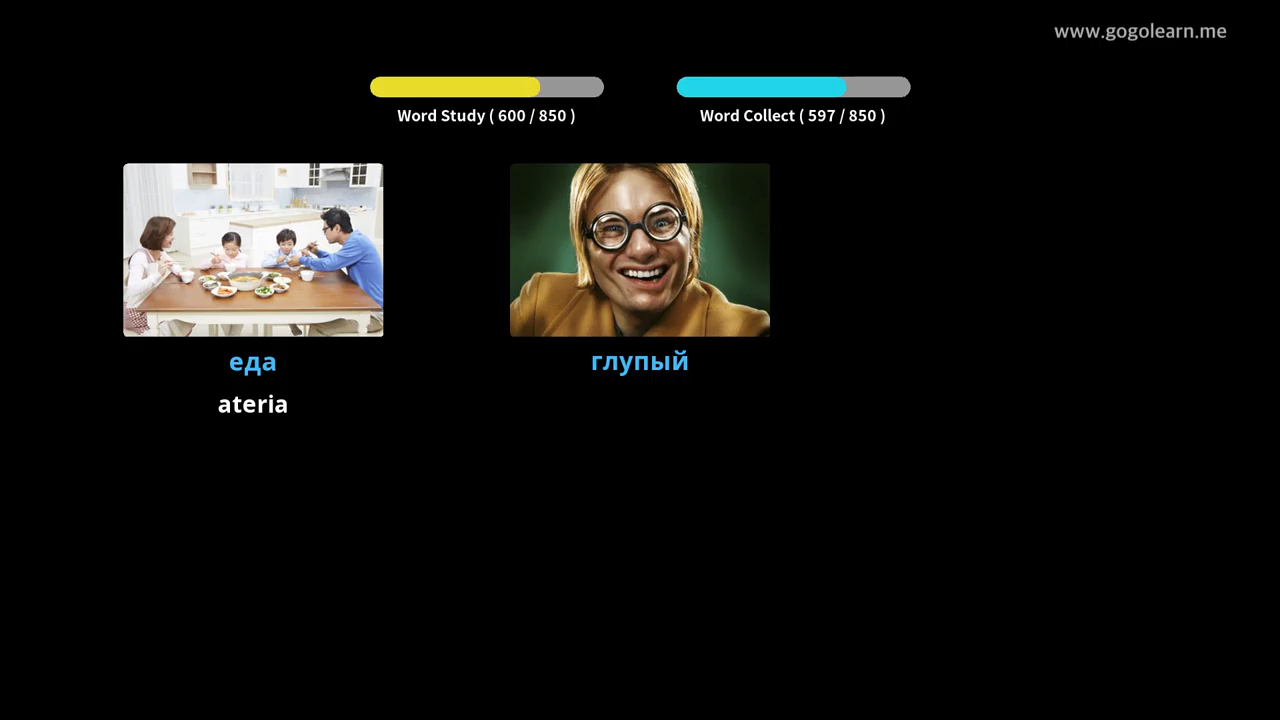 www.gogolearn.me
Word Study ( 600 / 850 )
Word Collect ( 597 / 850 )
еда
глупый
ateria